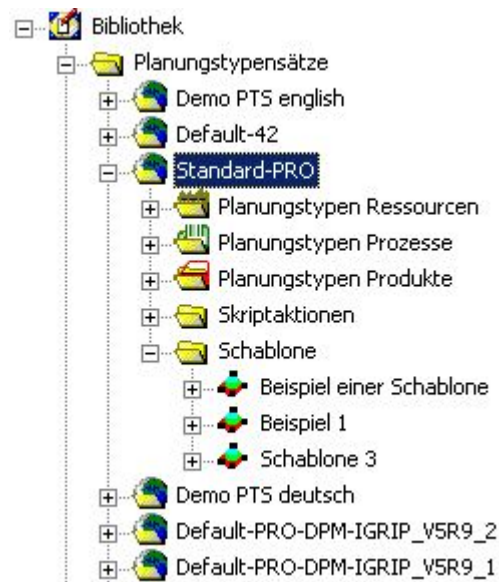 Bibliothek
Planungstypensätze
Demo PTS english
Default-42
Standard-PRO
Planungstypen Ressourcen
Planungstypen Prozesse
Planungstypen Produkte
Skriptaktionen
Schablone
Beispiel einer Schablone
Beispiel 1
Schablone 3
Demo PTS deutsch
Default-PRO-DPM-IGRIP_V5R9_2
Default-PRO-DPM-IGRIP_V5R9_1